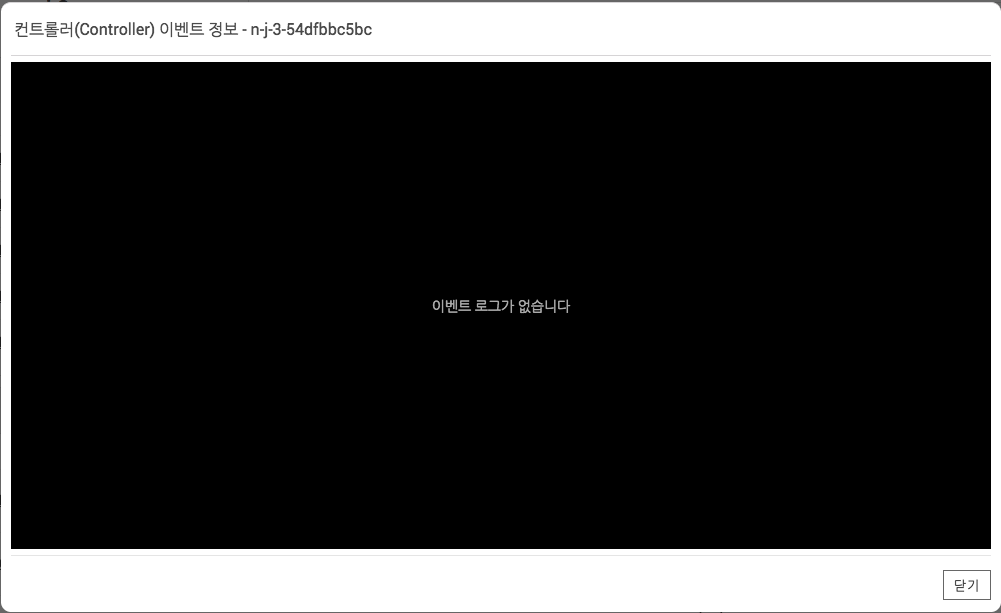 컨트롤러(Controller) 이벤트 정보 - n-j-3-54dfbbc5bc
이벤트 로그가 없습니다
닫기